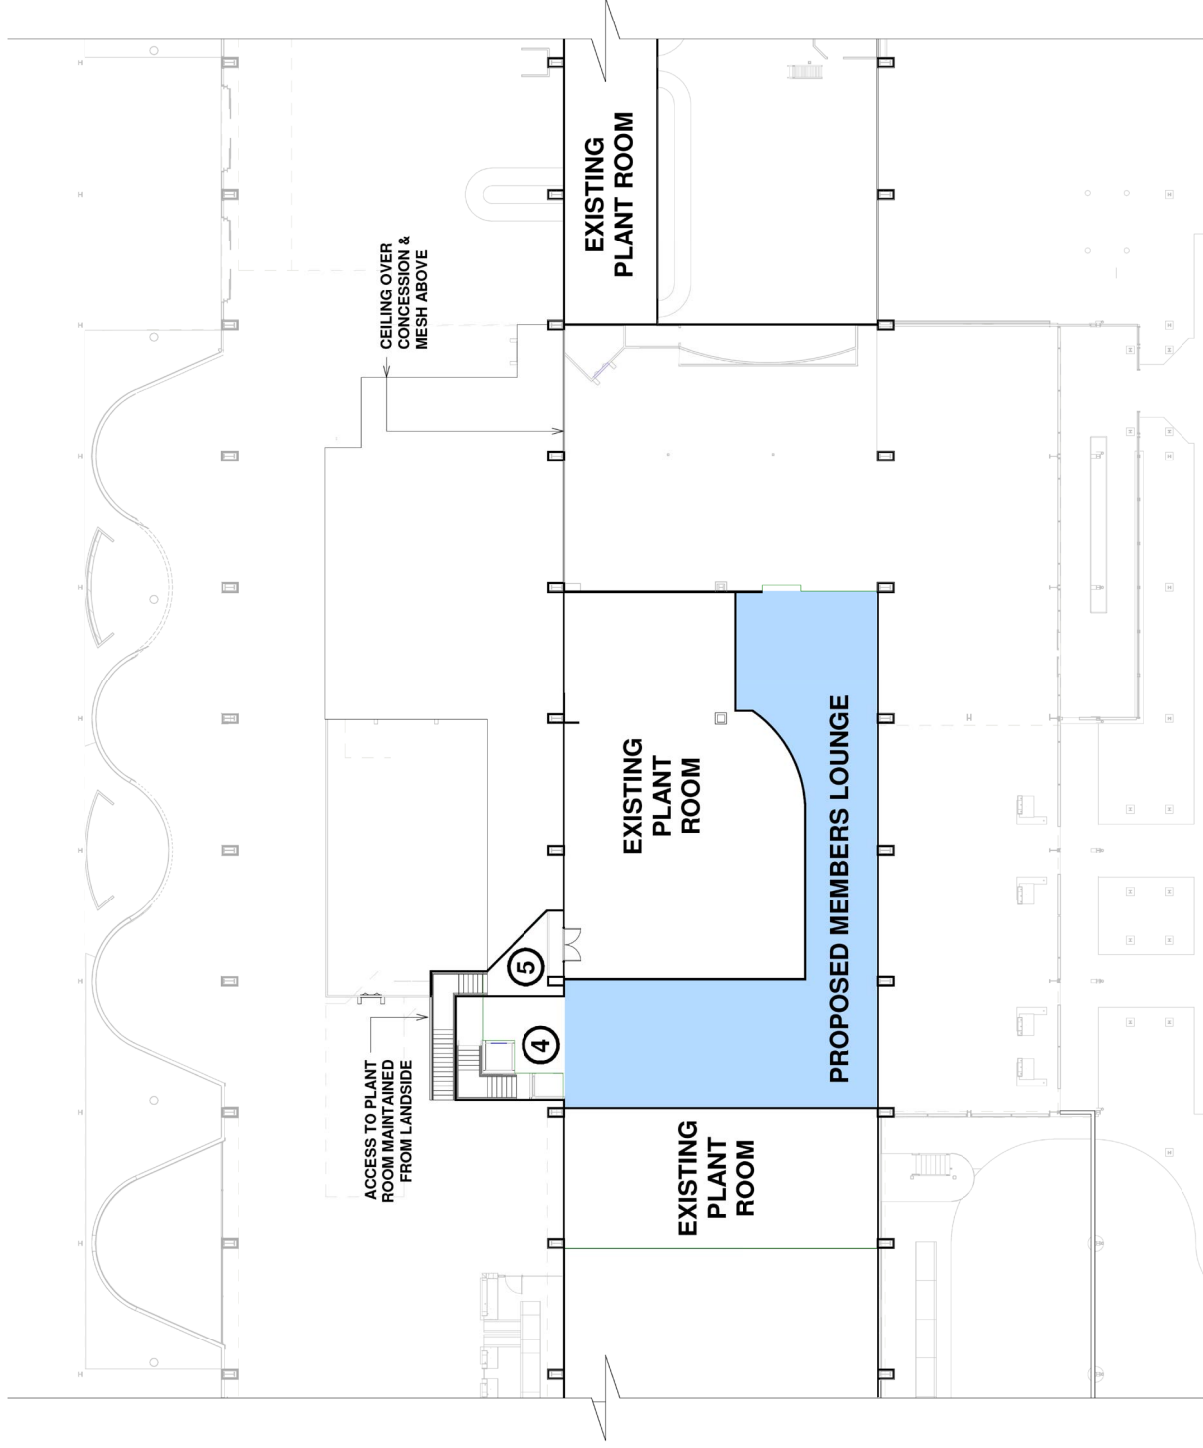 EXISTING
PLANT ROOM
CEILING OVER
CONCESSION &
MESH ABOVE
EXISTING
PLANT
ROOM
PROPOSED MEMBERS LOUNGE
5
4
ACCESS TO PLANT
ROOM MAINTAINED
FROM LANDSIDE
EXISTING
PLANT
ROOM